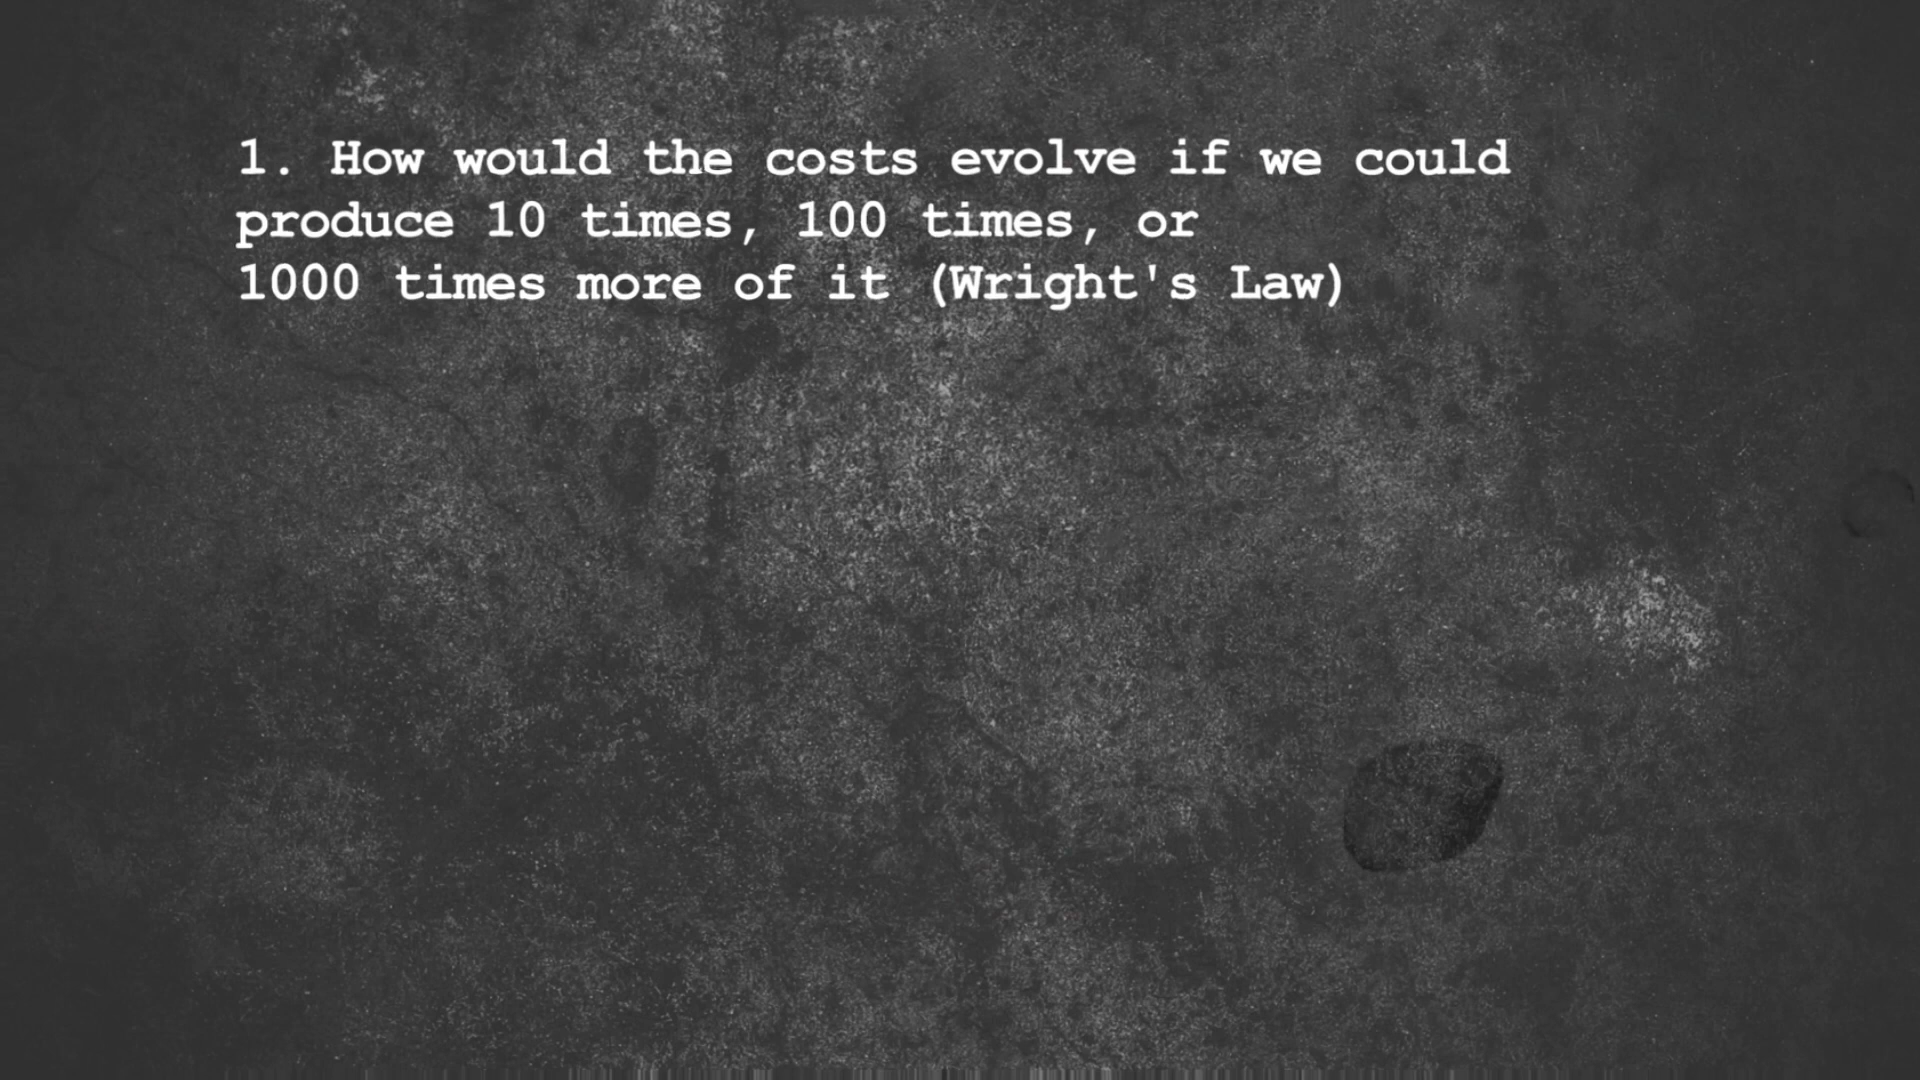 1. How would the costs evolve if we could
produce 10 times, 100 times, or
1000 times more of it (Wright's Law)